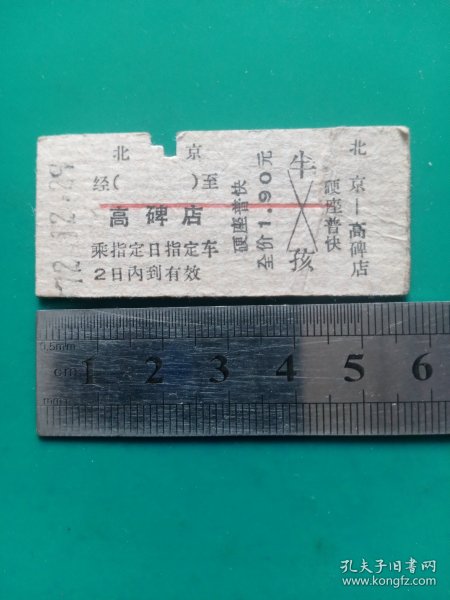 北 京
经( )至
高碑店
乘指定日指定车
2日内到有效
硬座普快
全价1.90元
半
孩
北京—高碑店
硬座普快
0.5mm
cm 1 2 3 4 5 6
孔夫子旧书网
www.kongfz.com